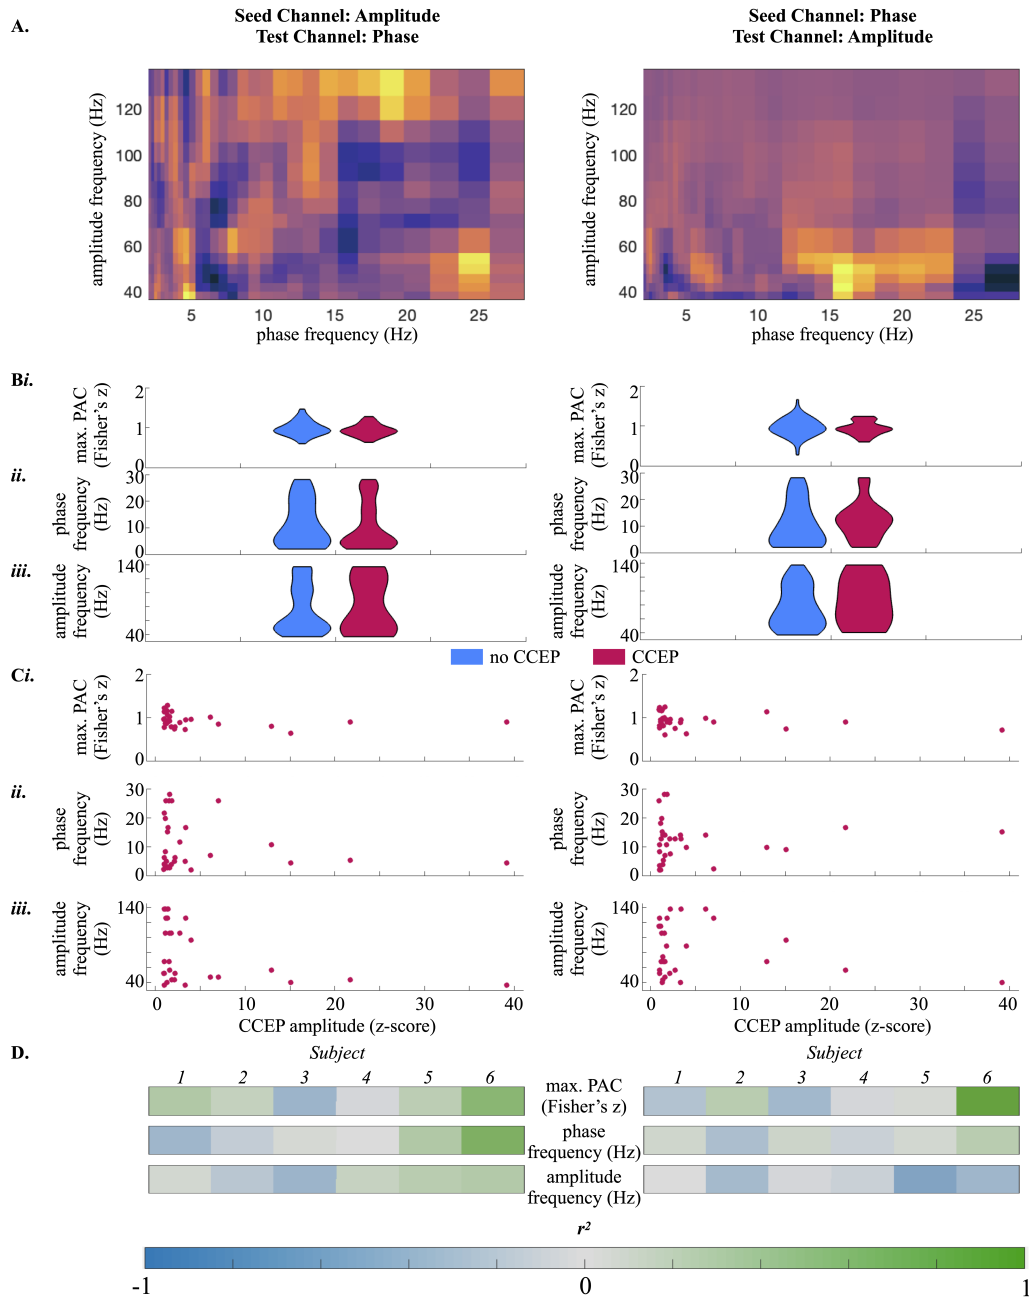 A.
Seed Channel: Amplitude
Test Channel: Phase
Seed Channel: Phase
Test Channel: Amplitude
amplitude frequency (Hz)
120
100
80
60
40
5
10
15
20
25
phase frequency (Hz)
amplitude frequency (Hz)
120
100
80
60
40
5
10
15
20
25
phase frequency (Hz)
Bi.
max. PAC
(Fisher's z)
2
1
0
max. PAC
(Fisher's z)
2
1
0
ii.
phase
frequency
(Hz)
30
20
10
0
phase
frequency
(Hz)
30
20
10
0
iii.
amplitude
frequency
(Hz)
140
40
amplitude
frequency
(Hz)
140
40
no CCEP
CCEP
Ci.
max. PAC
(Fisher's z)
2
1
0
max. PAC
(Fisher's z)
2
1
0
ii.
phase
frequency
(Hz)
30
20
10
0
phase
frequency
(Hz)
30
20
10
0
iii.
amplitude
frequency
(Hz)
140
40
0
10
20
30
40
CCEP amplitude (z-score)
amplitude
frequency
(Hz)
140
40
0
10
20
30
40
CCEP amplitude (z-score)
D.
Subject
1 2 3 4 5 6
Subject
1 2 3 4 5 6
max. PAC
(Fisher's z)
phase
frequency (Hz)
amplitude
frequency (Hz)
r²
-1
0
1